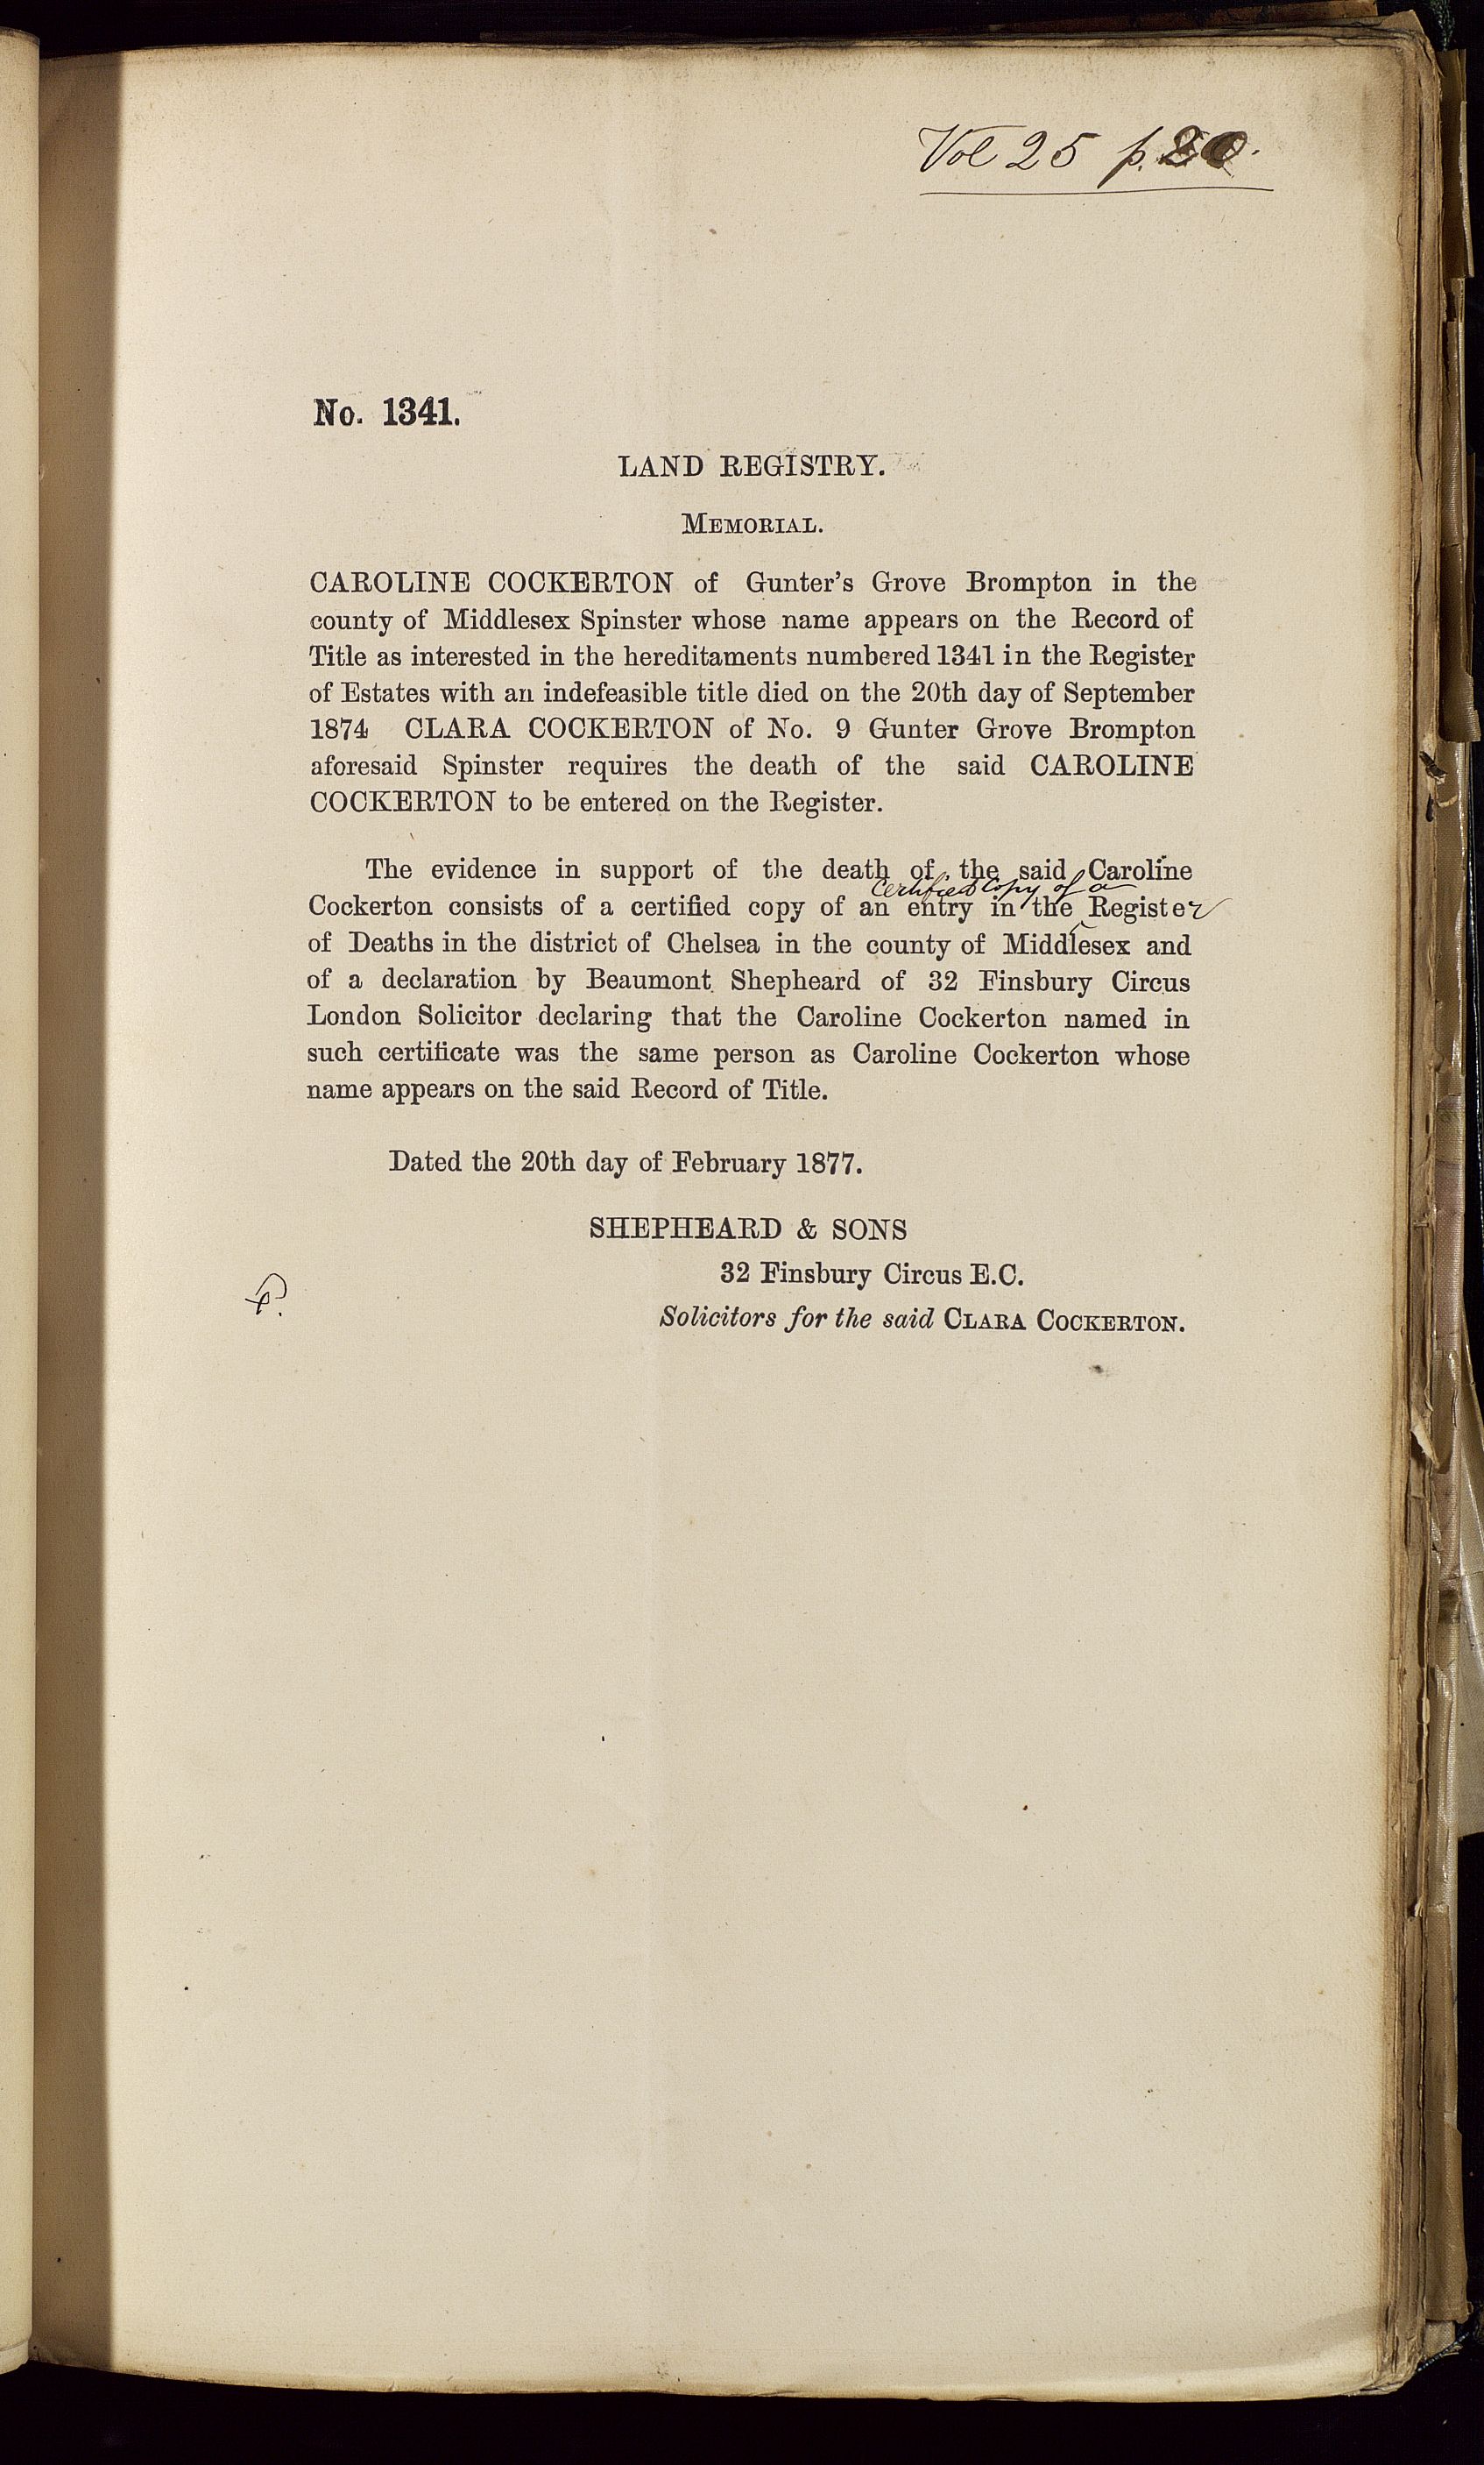 Vol 25 p. 20.
No. 1341.
LAND REGISTRY.
MEMORIAL.
CAROLINE COCKERTON of Gunter's Grove Brompton in the
county of Middlesex Spinster whose name appears on the Record of
Title as interested in the hereditaments numbered 1341 in the Register
of Estates with an indefeasible title died on the 20th day of September
1874 CLARA COCKERTON of No. 9 Gunter Grove Brompton
aforesaid Spinster requires the death of the said CAROLINE
COCKERTON to be entered on the Register.
The evidence in support of the death of the said Caroline
certified copy of a
Cockerton consists of a certified copy of an entry in the Register
of Deaths in the district of Chelsea in the county of Middlesex and
of a declaration by Beaumont Shepheard of 32 Finsbury Circus
London Solicitor declaring that the Caroline Cockerton named in
such certificate was the same person as Caroline Cockerton whose
name appears on the said Record of Title.
Dated the 20th day of February 1877.
SHEPHEARD & SONS
32 Finsbury Circus E.C.
Solicitors for the said CLARA COCKERTON.